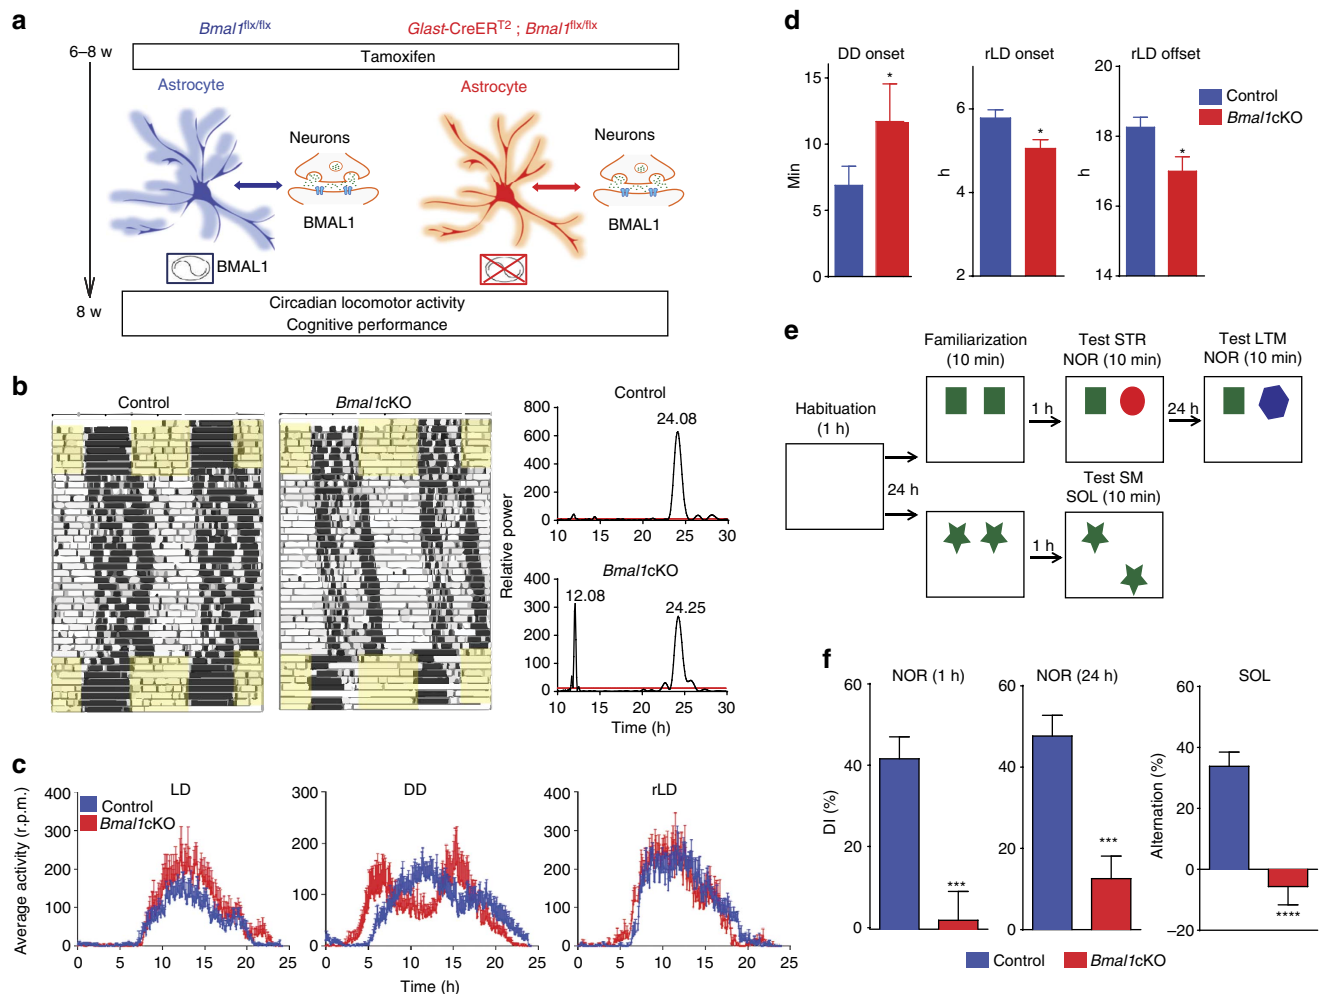 a
Bmal1flx/flx
Glast-CreERT2 ; Bmal1flx/flx
6–8 w
Tamoxifen
Astrocyte
Astrocyte
Neurons
Neurons
BMAL1
BMAL1
BMAL1
8 w
Circadian locomotor activity
Cognitive performance
b
Control
Bmal1cKO
Control
800
600
400
200
0
24.08
10 15 20 25 30
Relative power
Bmal1cKO
400
300
200
100
0
12.08
24.25
10 15 20 25 30
Time (h)
c
LD
DD
rLD
Control
Bmal1cKO
Average activity (r.p.m.)
400
300
200
100
0
0 5 10 15 20 25
300
200
100
0
0 5 10 15 20 25
400
300
200
100
0
0 5 10 15 20 25
Time (h)
d
DD onset
Min
15
10
5
0
*
rLD onset
h
6
4
2
*
rLD offset
h
20
18
16
14
*
Control
Bmal1cKO
e
Habituation
(1 h)
24 h
Familiarization
(10 min)
1 h
Test STR
NOR (10 min)
24 h
Test LTM
NOR (10 min)
1 h
Test SM
SOL (10 min)
f
NOR (1 h)
DI (%)
60
40
20
0
***
NOR (24 h)
60
40
20
0
***
SOL
Alternation (%)
60
40
20
0
–20
****
Control
Bmal1cKO